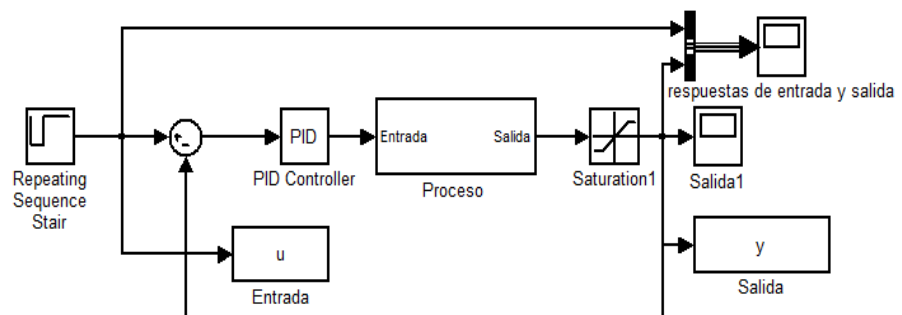 respuestas de entrada y salida
Repeating
Sequence
Stair
+
-
PID
PID Controller
Entrada
Salida
Proceso
Saturation1
Salida1
u
Entrada
y
Salida